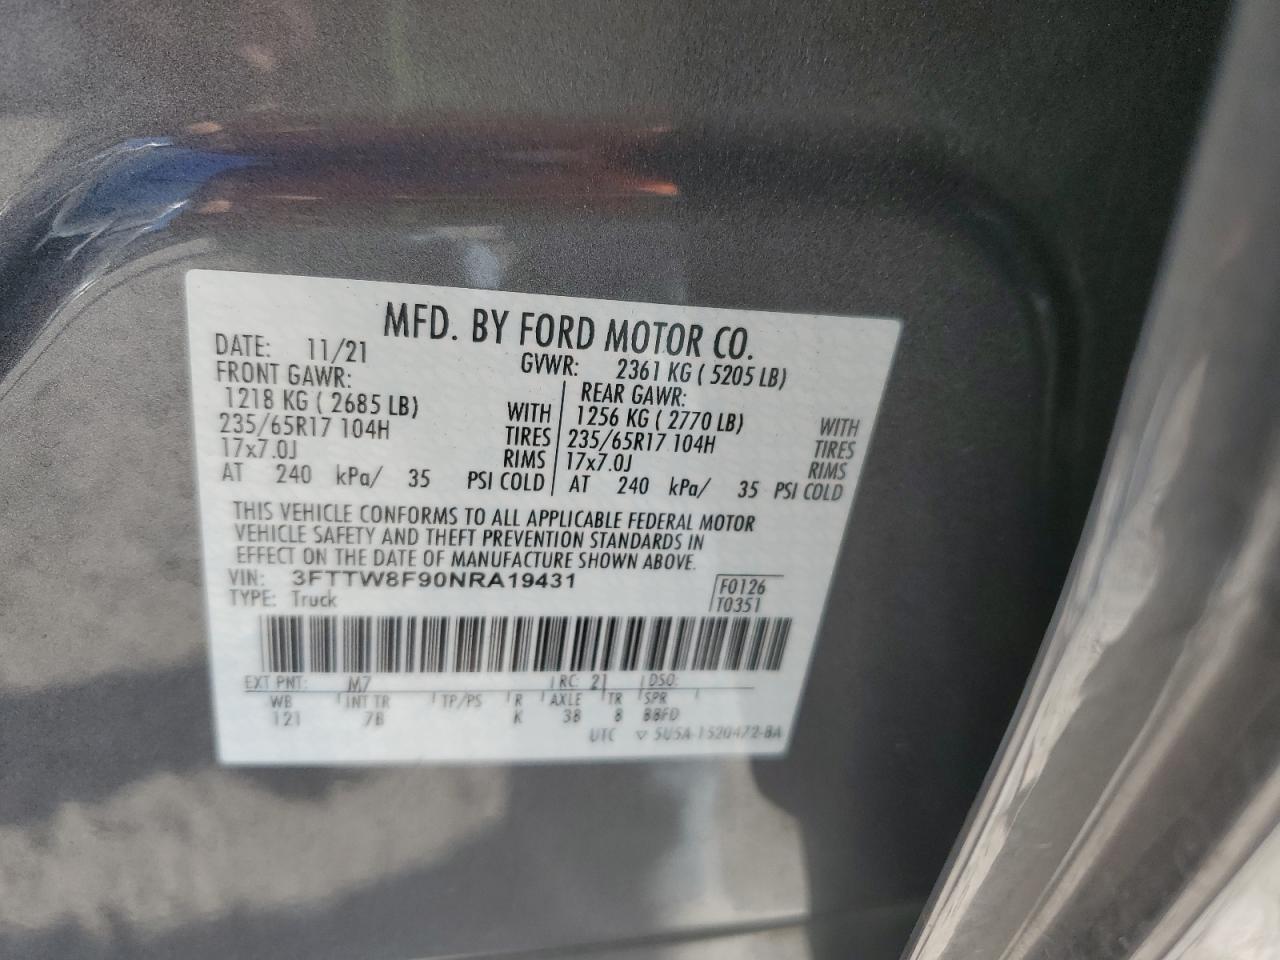 MFD. BY FORD MOTOR CO.
DATE: 11/21 GVWR: 2361 KG ( 5205 LB)
FRONT GAWR: REAR GAWR:
1218 KG ( 2685 LB) WITH 1256 KG ( 2770 LB) WITH
235/65R17 104H TIRES 235/65R17 104H TIRES
17x7.0J RIMS 17x7.0J RIMS
AT 240 kPa/ 35 PSI COLD AT 240 kPa/ 35 PSI COLD
THIS VEHICLE CONFORMS TO ALL APPLICABLE FEDERAL MOTOR
VEHICLE SAFETY AND THEFT PREVENTION STANDARDS IN
EFFECT ON THE DATE OF MANUFACTURE SHOWN ABOVE.
VIN: 3FTTW8F90NRA19431 F0126
TYPE: Truck T0351
EXT PNT: M7 RC: 21 DSO:
WB INT TR TP/PS R AXLE TR SPR
121 7B K 38 8 BBFD
UTC ▽ 5U5A-1520472-BA